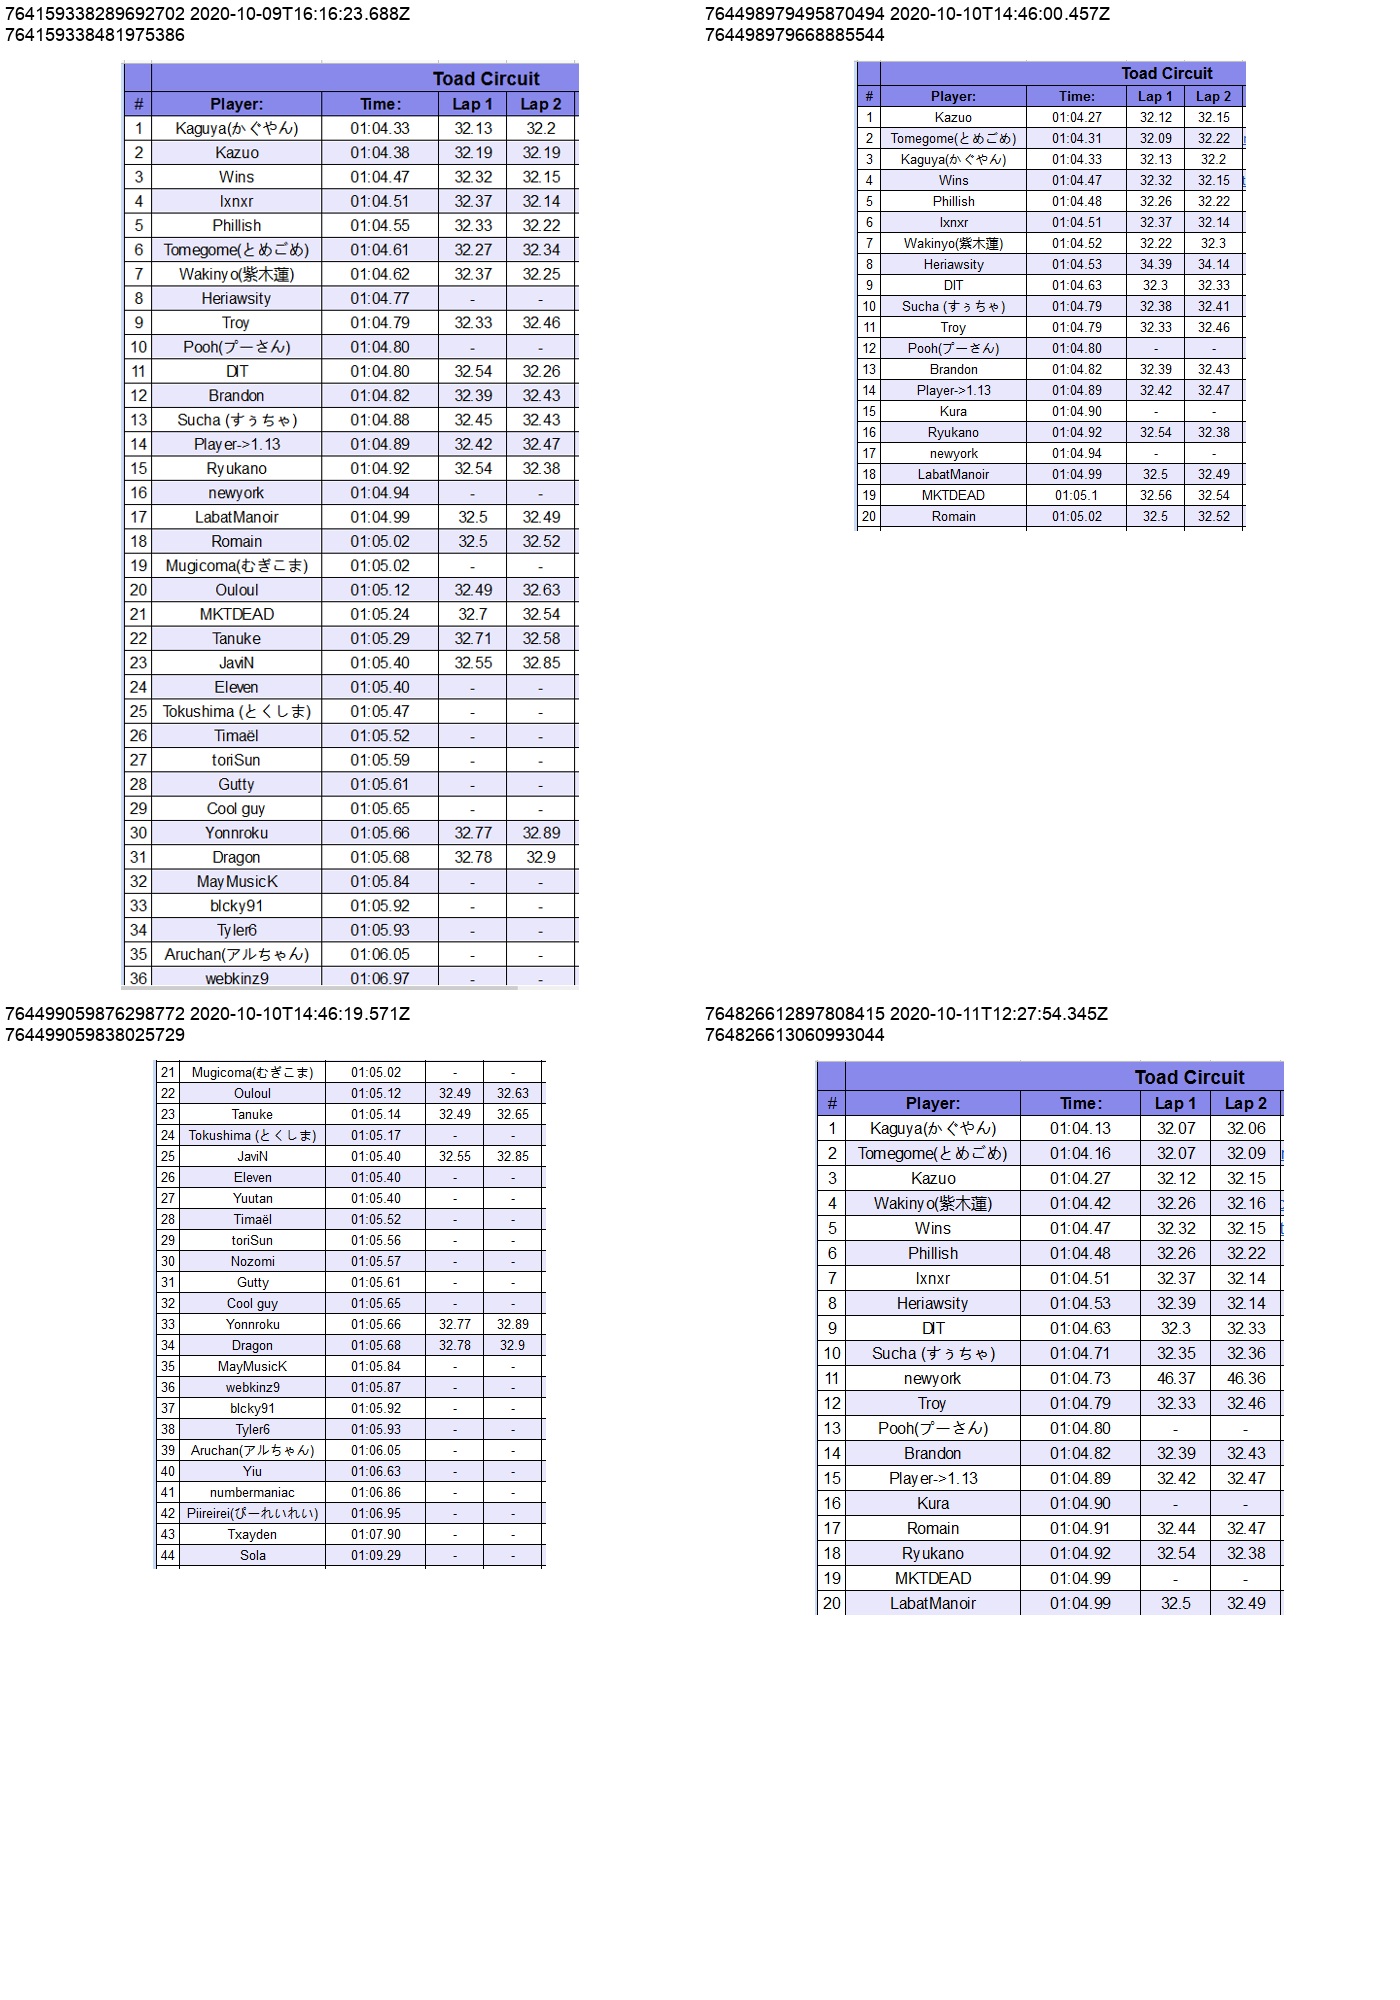 764159338289692702 2020-10-09T16:16:23.688Z
764159338481975386
Toad Circuit
# Player: Time: Lap 1 Lap 2
1 Kaguya(かぐやん) 01:04.33 32.13 32.2
2 Kazuo 01:04.38 32.19 32.19
3 Wins 01:04.47 32.32 32.15
4 lxnxr 01:04.51 32.37 32.14
5 Phillish 01:04.55 32.33 32.22
6 Tomegome(とめごめ) 01:04.61 32.27 32.34
7 Wakinyo(紫木蓮) 01:04.62 32.37 32.25
8 Heriawsity 01:04.77 - -
9 Troy 01:04.79 32.33 32.46
10 Pooh(プーさん) 01:04.80 - -
11 DIT 01:04.80 32.54 32.26
12 Brandon 01:04.82 32.39 32.43
13 Sucha (すぅちゃ) 01:04.88 32.45 32.43
14 Player->1.13 01:04.89 32.42 32.47
15 Ryukano 01:04.92 32.54 32.38
16 newyork 01:04.94 - -
17 LabatManoir 01:04.99 32.5 32.49
18 Romain 01:05.02 32.5 32.52
19 Mugicoma(むぎこま) 01:05.02 - -
20 Ouloul 01:05.12 32.49 32.63
21 MKTDEAD 01:05.24 32.7 32.54
22 Tanuke 01:05.29 32.71 32.58
23 JaviN 01:05.40 32.55 32.85
24 Eleven 01:05.40 - -
25 Tokushima (とくしま) 01:05.47 - -
26 Timaël 01:05.52 - -
27 toriSun 01:05.59 - -
28 Gutty 01:05.61 - -
29 Cool guy 01:05.65 - -
30 Yonnroku 01:05.66 32.77 32.89
31 Dragon 01:05.68 32.78 32.9
32 MayMusicK 01:05.84 - -
33 blcky91 01:05.92 - -
34 Tyler6 01:05.93 - -
35 Aruchan(アルちゃん) 01:06.05 - -
36 webkinz9 01:06.97 - -
764498979495870494 2020-10-10T14:46:00.457Z
764498979668885544
Toad Circuit
# Player: Time: Lap 1 Lap 2
1 Kazuo 01:04.27 32.12 32.15
2 Tomegome(とめごめ) 01:04.31 32.09 32.22
3 Kaguya(かぐやん) 01:04.33 32.13 32.2
4 Wins 01:04.47 32.32 32.15
5 Phillish 01:04.48 32.26 32.22
6 lxnxr 01:04.51 32.37 32.14
7 Wakinyo(紫木蓮) 01:04.52 32.22 32.3
8 Heriawsity 01:04.53 34.39 34.14
9 DIT 01:04.63 32.3 32.33
10 Sucha (すぅちゃ) 01:04.79 32.38 32.41
11 Troy 01:04.79 32.33 32.46
12 Pooh(プーさん) 01:04.80 - -
13 Brandon 01:04.82 32.39 32.43
14 Player->1.13 01:04.89 32.42 32.47
15 Kura 01:04.90 - -
16 Ryukano 01:04.92 32.54 32.38
17 newyork 01:04.94 - -
18 LabatManoir 01:04.99 32.5 32.49
19 MKTDEAD 01:05.1 32.56 32.54
20 Romain 01:05.02 32.5 32.52
764499059876298772 2020-10-10T14:46:19.571Z
764499059838025729
21 Mugicoma(むぎこま) 01:05.02 - -
22 Ouloul 01:05.12 32.49 32.63
23 Tanuke 01:05.14 32.49 32.65
24 Tokushima (とくしま) 01:05.17 - -
25 JaviN 01:05.40 32.55 32.85
26 Eleven 01:05.40 - -
27 Yuutan 01:05.40 - -
28 Timaël 01:05.52 - -
29 toriSun 01:05.56 - -
30 Nozomi 01:05.57 - -
31 Gutty 01:05.61 - -
32 Cool guy 01:05.65 - -
33 Yonnroku 01:05.66 32.77 32.89
34 Dragon 01:05.68 32.78 32.9
35 MayMusicK 01:05.84 - -
36 webkinz9 01:05.87 - -
37 blcky91 01:05.92 - -
38 Tyler6 01:05.93 - -
39 Aruchan(アルちゃん) 01:06.05 - -
40 Yiu 01:06.63 - -
41 numbermaniac 01:06.86 - -
42 Piireirei(ぴーれいれい) 01:06.95 - -
43 Txayden 01:07.90 - -
44 Sola 01:09.29 - -
764826612897808415 2020-10-11T12:27:54.345Z
764826613060993044
Toad Circuit
# Player: Time: Lap 1 Lap 2
1 Kaguya(かぐやん) 01:04.13 32.07 32.06
2 Tomegome(とめごめ) 01:04.16 32.07 32.09
3 Kazuo 01:04.27 32.12 32.15
4 Wakinyo(紫木蓮) 01:04.42 32.26 32.16
5 Wins 01:04.47 32.32 32.15
6 Phillish 01:04.48 32.26 32.22
7 lxnxr 01:04.51 32.37 32.14
8 Heriawsity 01:04.53 32.39 32.14
9 DIT 01:04.63 32.3 32.33
10 Sucha (すぅちゃ) 01:04.71 32.35 32.36
11 newyork 01:04.73 46.37 46.36
12 Troy 01:04.79 32.33 32.46
13 Pooh(プーさん) 01:04.80 - -
14 Brandon 01:04.82 32.39 32.43
15 Player->1.13 01:04.89 32.42 32.47
16 Kura 01:04.90 - -
17 Romain 01:04.91 32.44 32.47
18 Ryukano 01:04.92 32.54 32.38
19 MKTDEAD 01:04.99 - -
20 LabatManoir 01:04.99 32.5 32.49